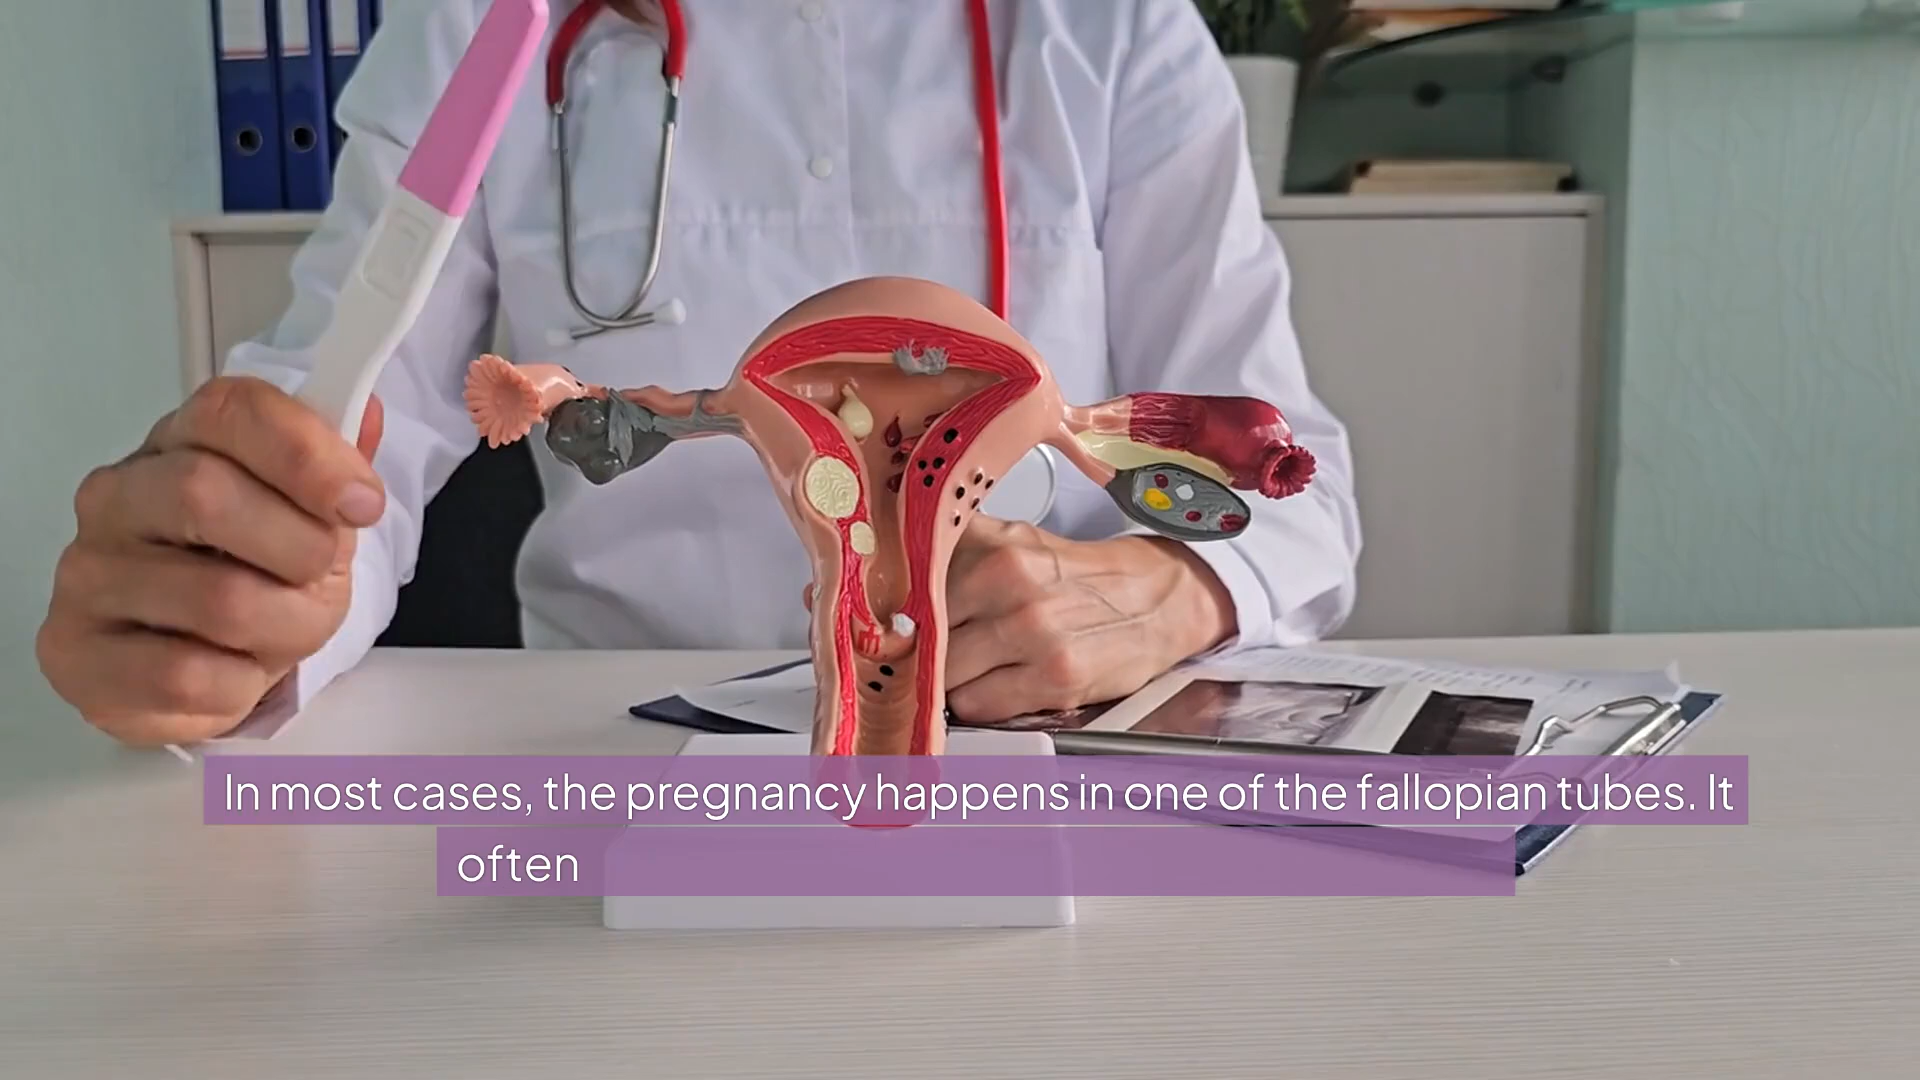 In most cases, the pregnancy happens in one of the fallopian tubes. It
often